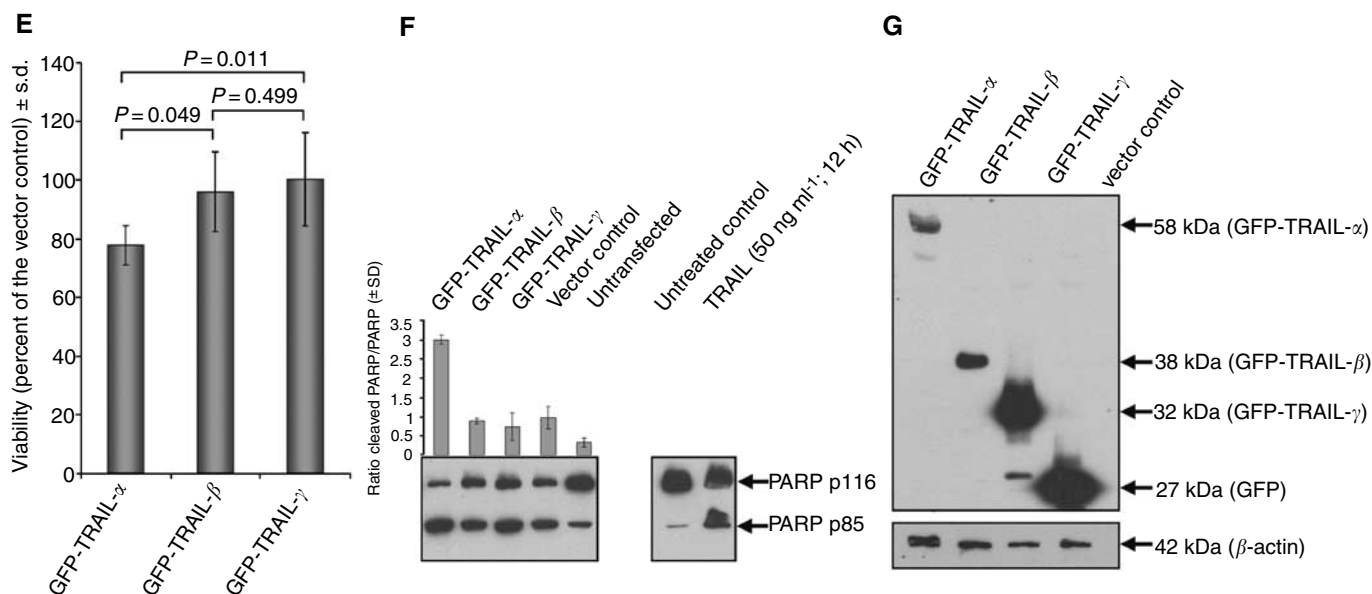 E
Viability (percent of the vector control) ± s.d.
140
120
100
80
60
40
20
0
P = 0.011
P = 0.499
P = 0.049
GFP-TRAIL-α
GFP-TRAIL-β
GFP-TRAIL-γ
F
Ratio cleaved PARP/PARP (± SD)
3.5
3
2.5
2
1.5
1
0.5
0
GFP-TRAIL-α
GFP-TRAIL-β
GFP-TRAIL-γ
Vector control
Untransfected
Untreated control
TRAIL (50 ng ml-1; 12 h)
PARP p116
PARP p85
G
GFP-TRAIL-α
GFP-TRAIL-β
GFP-TRAIL-γ
vector control
58 kDa (GFP-TRAIL-α)
38 kDa (GFP-TRAIL-β)
32 kDa (GFP-TRAIL-γ)
27 kDa (GFP)
42 kDa (β-actin)